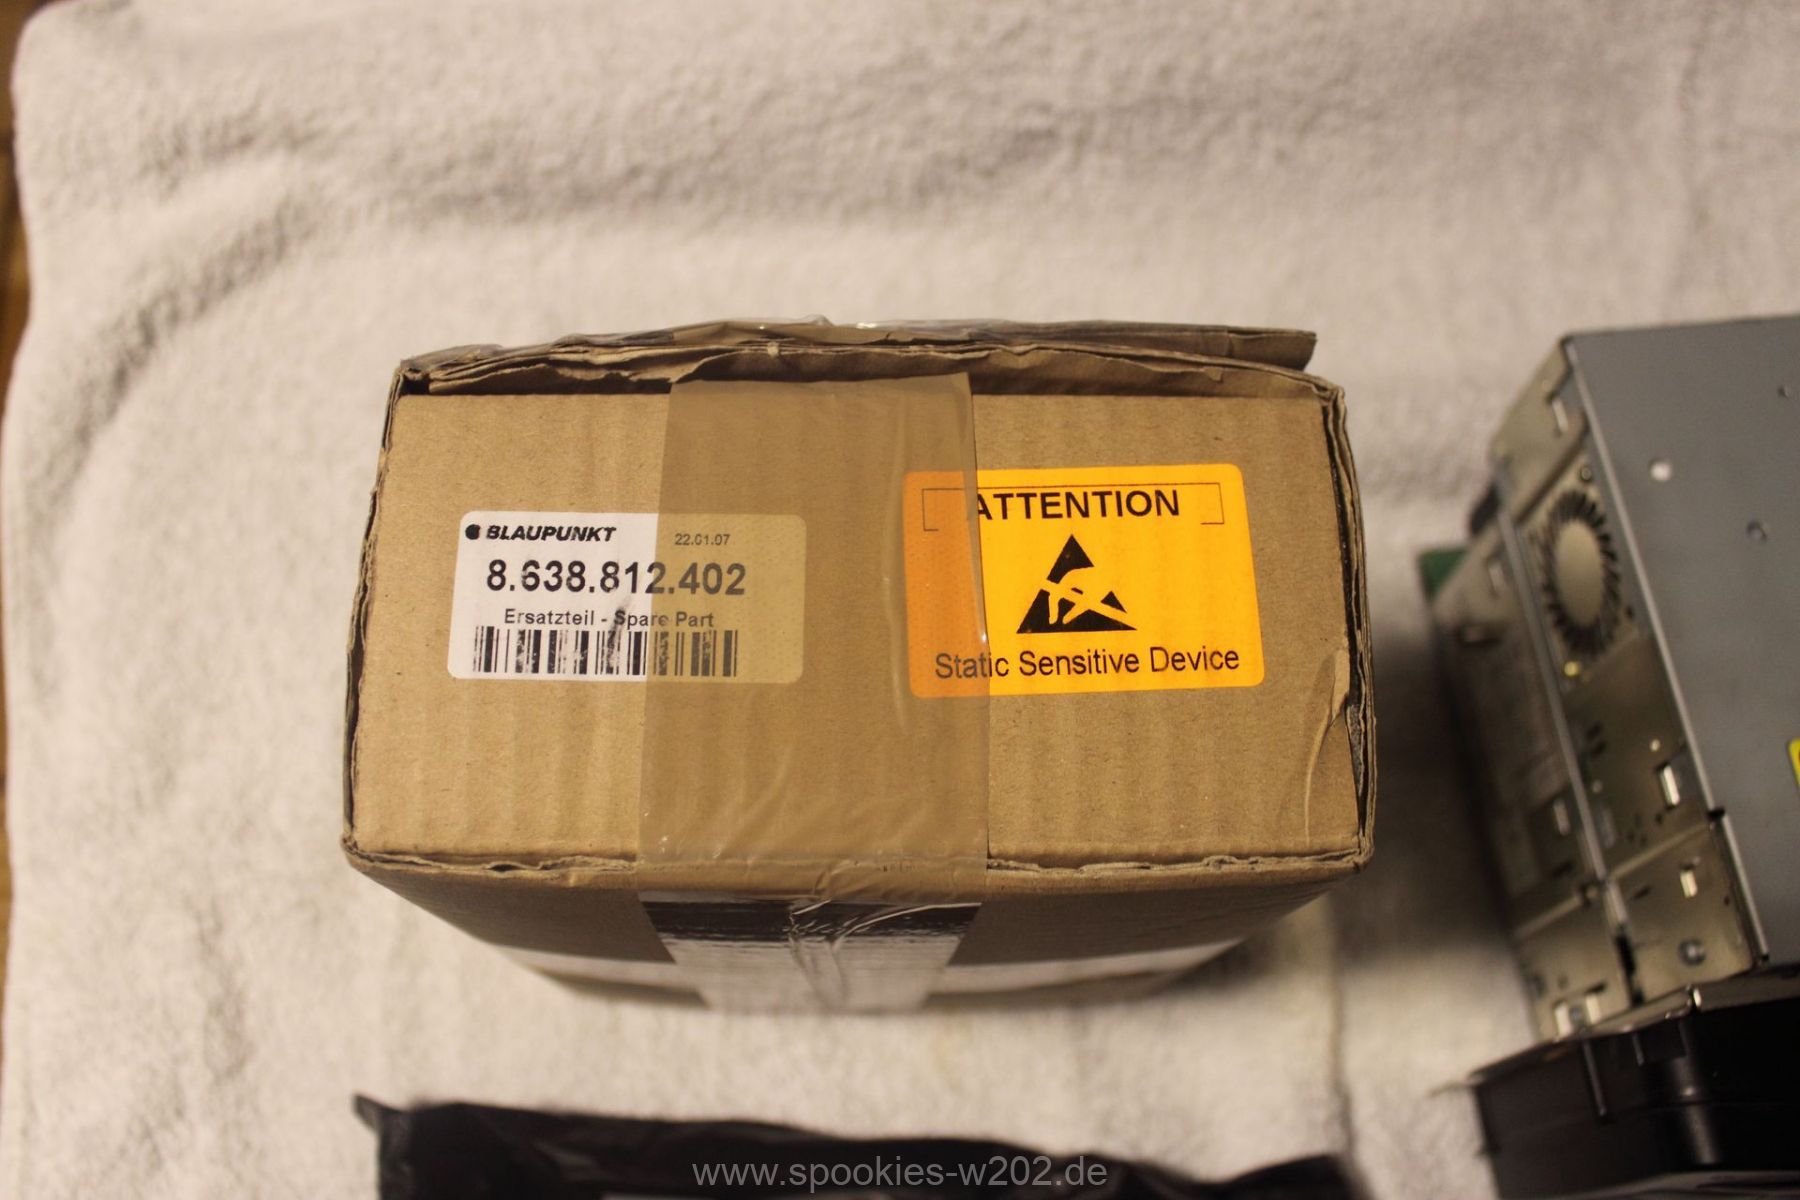 BLAUPUNKT 22.01.07
8.638.812.402
Ersatzteil - Spare Part
ATTENTION
Static Sensitive Device
www.spookies-w202.de